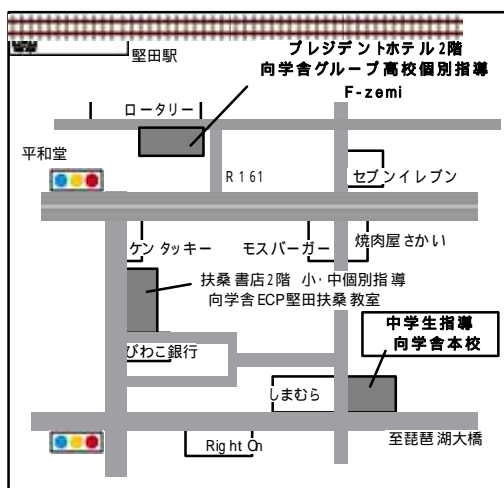 堅田駅
プレジデントホテル2階
向学舎グループ高校個別指導
F-zemi
ロータリー
平和堂
R161
セブンイレブン
ケンタッキー
モスバーガー
焼肉屋さかい
扶桑書店2階 小・中個別指導
向学舎ECP堅田扶桑教室
中学生指導
向学舎本校
びわこ銀行
しまむら
Right On
至琵琶湖大橋